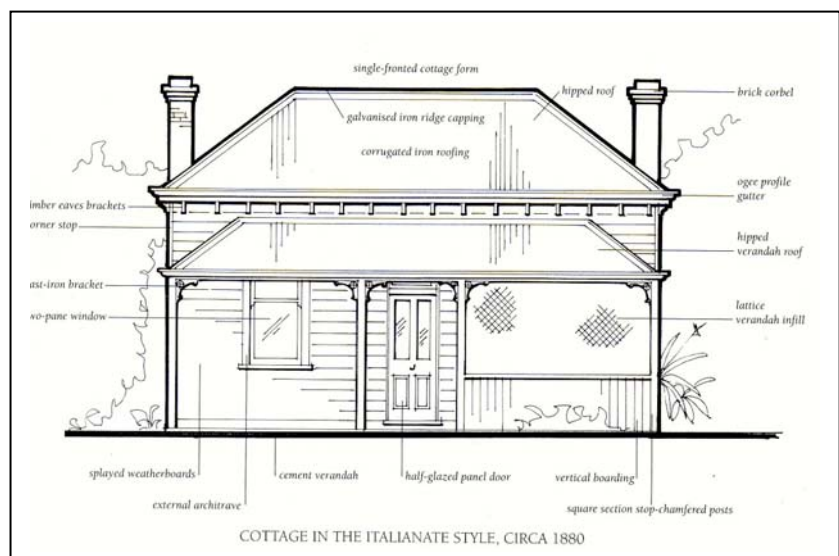 single-fronted cottage form
hipped roof
brick corbel
galvanised iron ridge capping
corrugated iron roofing
ogee profile
gutter
imber eaves brackets
orner stop
hipped
verandah roof
ast-iron bracket
wo-pane window
lattice
verandah infill
splayed weatherboards
cement verandah
half-glazed panel door
vertical boarding
external architrave
square section stop-chamfered posts
COTTAGE IN THE ITALIANATE STYLE, CIRCA 1880